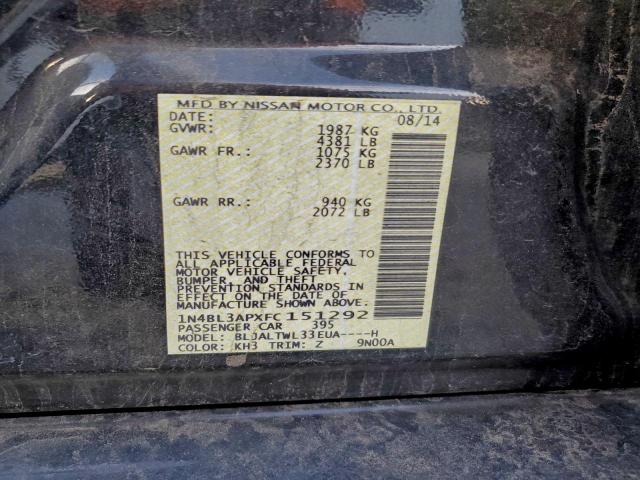 MFD BY NISSAN MOTOR CO., LTD.
DATE: 08/14
GVWR: 1987 KG
4381 LB
GAWR FR.: 1075 KG
2370 LB
GAWR RR.: 940 KG
2072 LB
THIS VEHICLE CONFORMS TO
ALL APPLICABLE FEDERAL
MOTOR VEHICLE SAFETY,
BUMPER, AND THEFT
PREVENTION STANDARDS IN
EFFECT ON THE DATE OF
MANUFACTURE SHOWN ABOVE.
1N4BL3APXFC151292
PASSENGER CAR 395
MODEL: BLJALTWL33EUA----H
COLOR: KH3 TRIM: Z 9N00A